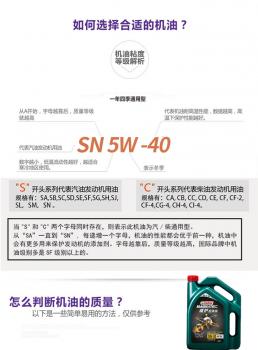 如何选择合适的机油？
机油粘度
等级解析
一年四季通用型
从A开始，字母越靠后，质量等级
就越高
代表机油耐高温性能，数据越高，高
温下保护性能越高。
SN 5W -40
代表汽油发动机用油
数字越小，低温流动性越好，越适合
寒冷地区使用。
表示冬季
"S"开头系列代表汽油发动机用油
规格有：SA,SB,SC,SD,SE,SF,SG,SH,SJ,
SL，SM，SN 。
"C"开头系列代表柴油发动机用油
规格有：CA, CB, CC, CD, CE, CF, CF-2,
CF-4,CG-4, CH-4, CI-4.
当 "S" 和 "C" 两个字母同时存在，则表示此机油为汽 / 柴通用型。
从 "SA" 一直到 "SN"，每递增一个字母，机油的性能都会优于前一种，机油中
会有更多用来保护发动机的添加剂。字母越靠后，质量等级越高，国际品牌中机
油级别多是 SF 级别以上的。
怎么判断机油的质量？
以下是一些简单易用的方法，仅供参考
Castrol
MAGNATEC